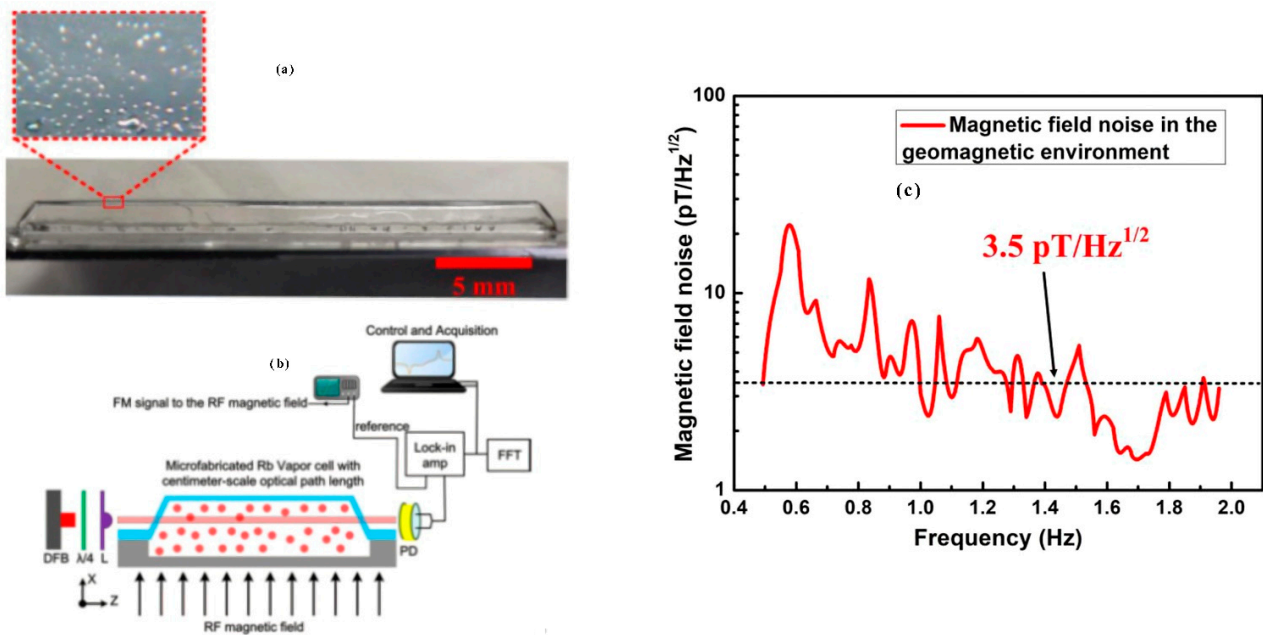 (a)
5 mm
(b)
Control and Acquisition
FM signal to the RF magnetic field
reference
Lock-in
amp
FFT
Microfabricated Rb Vapor cell with
centimeter-scale optical path length
DFB λ/4 L
PD
X
Z
RF magnetic field
Magnetic field noise (pT/Hz1/2)
100
10
1
Magnetic field noise in the
geomagnetic environment
(c)
3.5 pT/Hz1/2
0.4 0.6 0.8 1.0 1.2 1.4 1.6 1.8 2.0
Frequency (Hz)